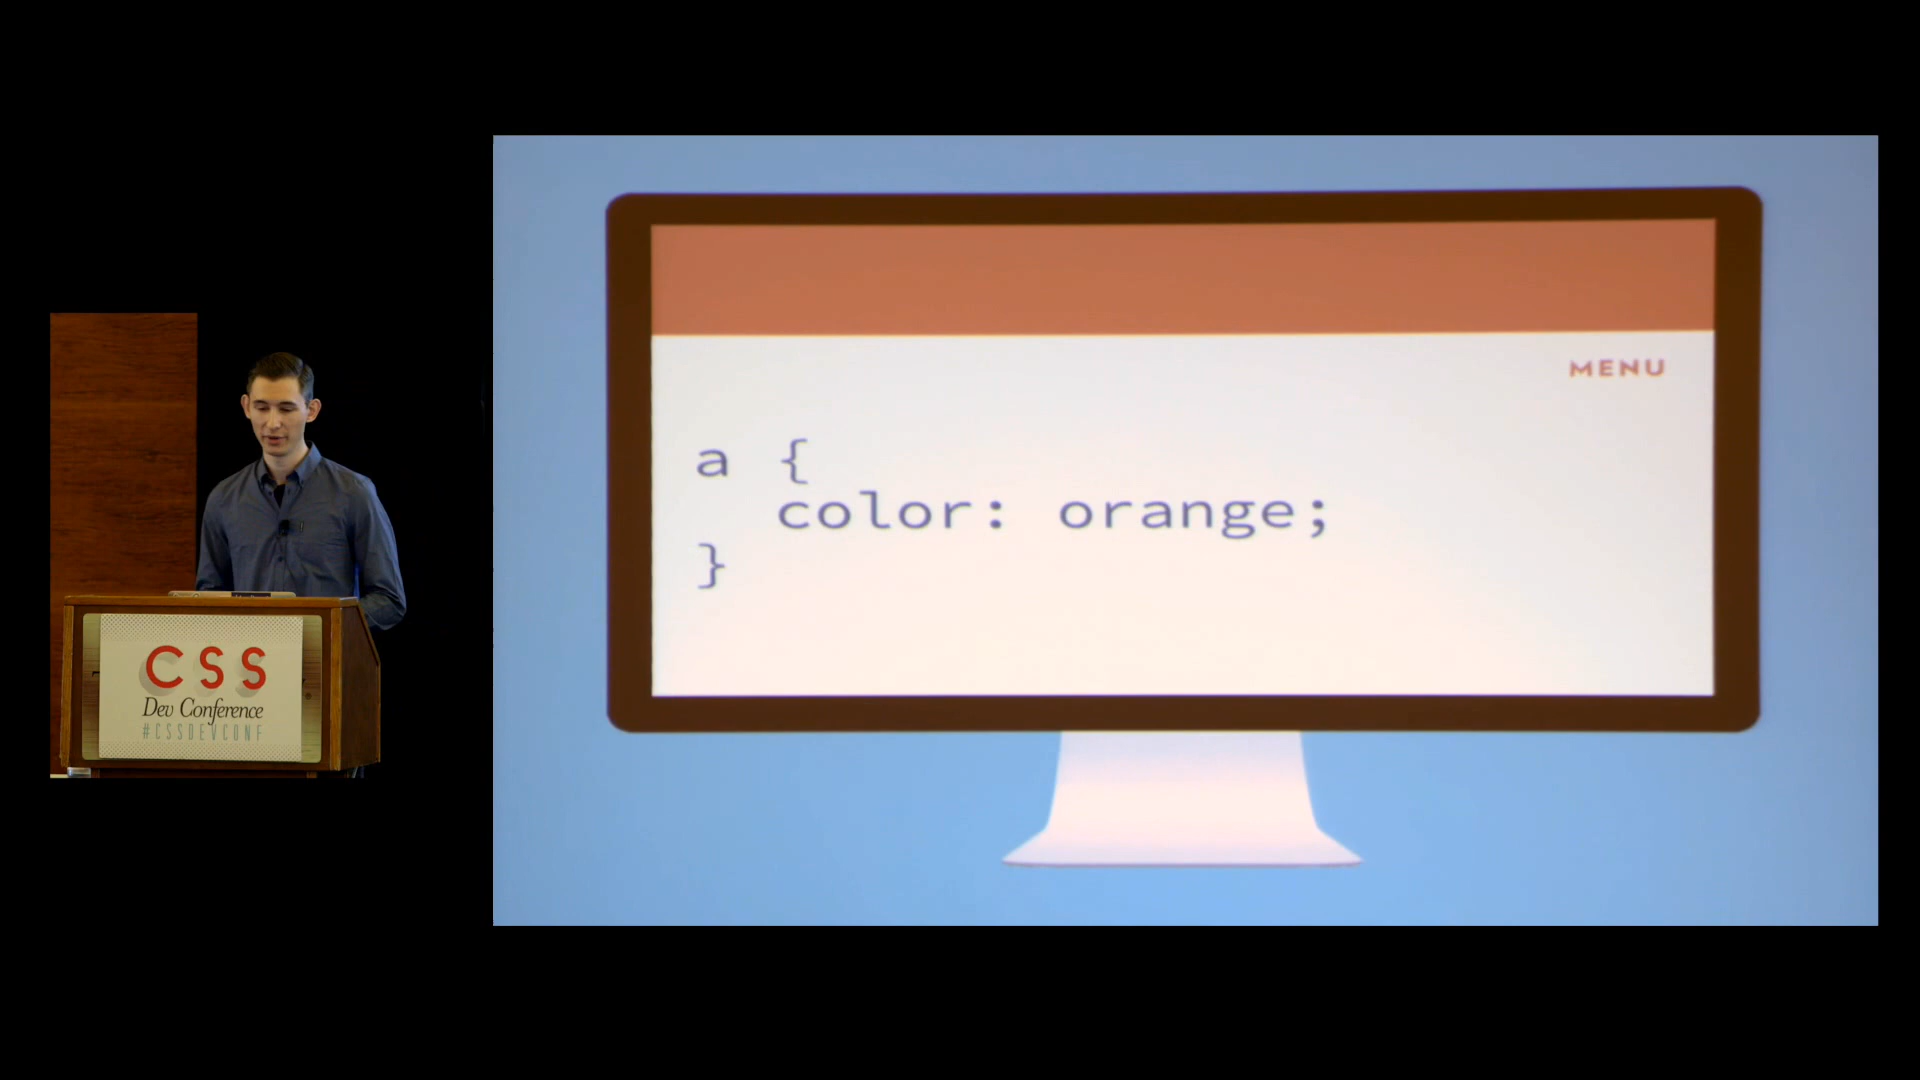 MENU
a {
color: orange;
}
CSS
Dev Conference
#CSSDEVCONF